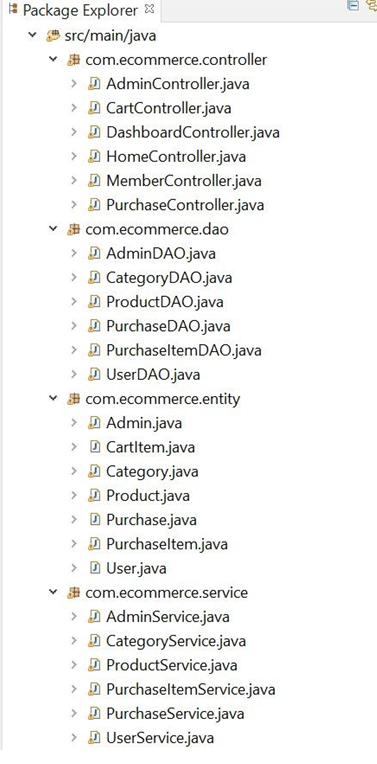 Package Explorer
src/main/java
com.ecommerce.controller
AdminController.java
CartController.java
DashboardController.java
HomeController.java
MemberController.java
PurchaseController.java
com.ecommerce.dao
AdminDAO.java
CategoryDAO.java
ProductDAO.java
PurchaseDAO.java
PurchaseItemDAO.java
UserDAO.java
com.ecommerce.entity
Admin.java
CartItem.java
Category.java
Product.java
Purchase.java
PurchaseItem.java
User.java
com.ecommerce.service
AdminService.java
CategoryService.java
ProductService.java
PurchaseItemService.java
PurchaseService.java
UserService.java